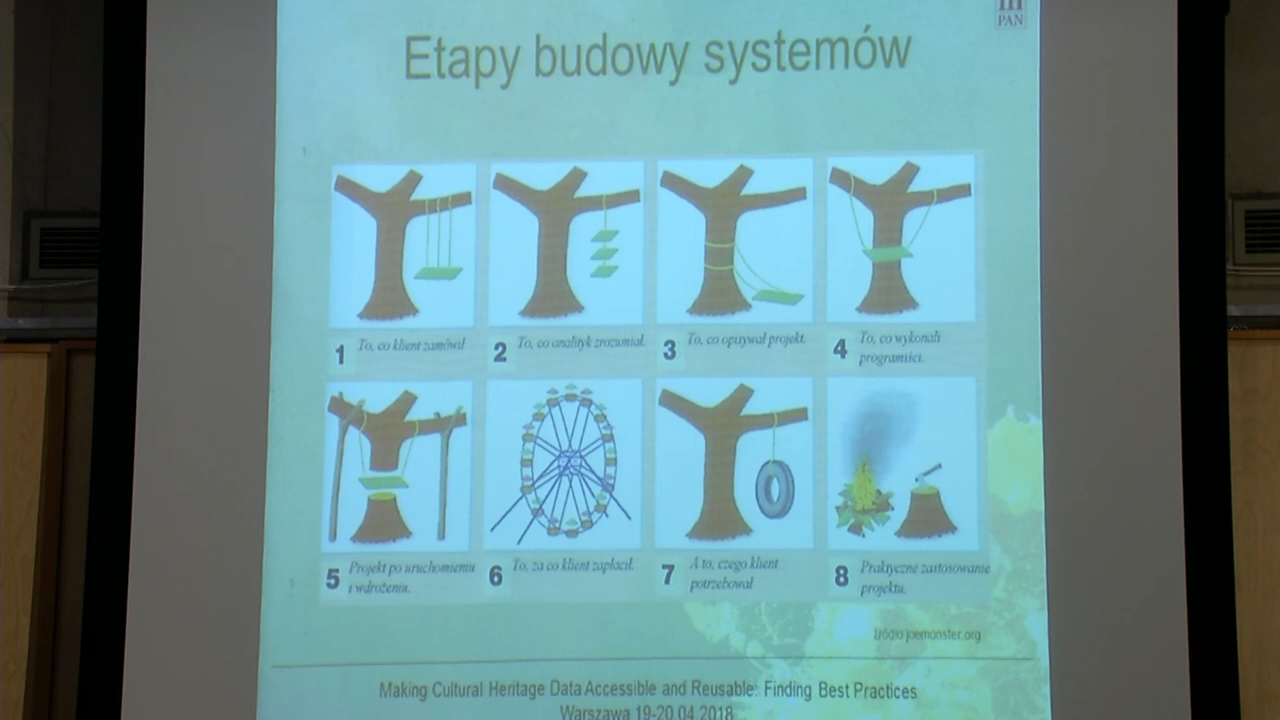 PAN
Etapy budowy systemów
1 To, co klient zamówił
2 To, co analityk zrozumiał.
3 To, co opisywał projekt.
4 To, co wykonali
programiści.
5 Projekt po uruchomieniu
i wdrożeniu.
6 To, za co klient zapłacił.
7 A to, czego klient
potrzebował
8 Praktyczne zastosowanie
projektu.
źródło joemonster.org
Making Cultural Heritage Data Accessible and Reusable: Finding Best Practices
Warszawa 19-20.04.2018